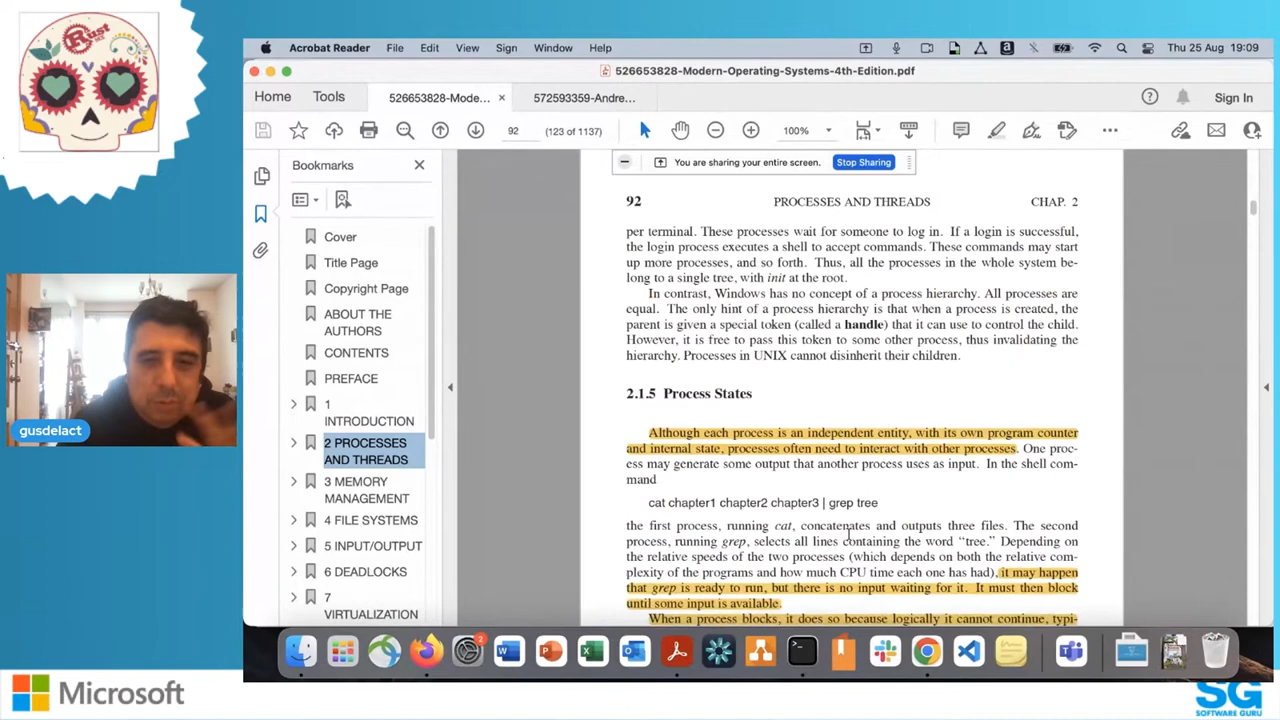 Rust
MX
Acrobat Reader File Edit View Sign Window Help
Thu 25 Aug 19:09
526653828-Modern-Operating-Systems-4th-Edition.pdf
Home Tools 526653828-Mode... × 572593359-Andre... Sign In
92 (123 of 1137) 100%
Bookmarks
You are sharing your entire screen. Stop Sharing
Cover
Title Page
Copyright Page
ABOUT THE
AUTHORS
CONTENTS
PREFACE
1
INTRODUCTION
2 PROCESSES
AND THREADS
3 MEMORY
MANAGEMENT
4 FILE SYSTEMS
5 INPUT/OUTPUT
6 DEADLOCKS
7
VIRTUALIZATION
92 PROCESSES AND THREADS CHAP. 2
per terminal. These processes wait for someone to log in. If a login is successful,
the login process executes a shell to accept commands. These commands may start
up more processes, and so forth. Thus, all the processes in the whole system be-
long to a single tree, with init at the root.
In contrast, Windows has no concept of a process hierarchy. All processes are
equal. The only hint of a process hierarchy is that when a process is created, the
parent is given a special token (called a handle) that it can use to control the child.
However, it is free to pass this token to some other process, thus invalidating the
hierarchy. Processes in UNIX cannot disinherit their children.
2.1.5 Process States
Although each process is an independent entity, with its own program counter
and internal state, processes often need to interact with other processes. One proc-
ess may generate some output that another process uses as input. In the shell com-
mand
cat chapter1 chapter2 chapter3 | grep tree
the first process, running cat, concatenates and outputs three files. The second
process, running grep, selects all lines containing the word “tree.” Depending on
the relative speeds of the two processes (which depends on both the relative com-
plexity of the programs and how much CPU time each one has had), it may happen
that grep is ready to run, but there is no input waiting for it. It must then block
until some input is available.
When a process blocks, it does so because logically it cannot continue, typi-
gusdelact
2
Microsoft
SG
SOFTWARE GURU